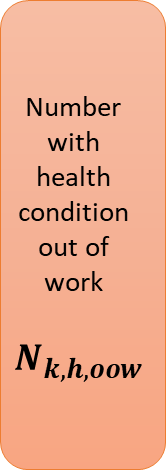 Number
with
health
condition
out of
work
N_{k,h,oow}